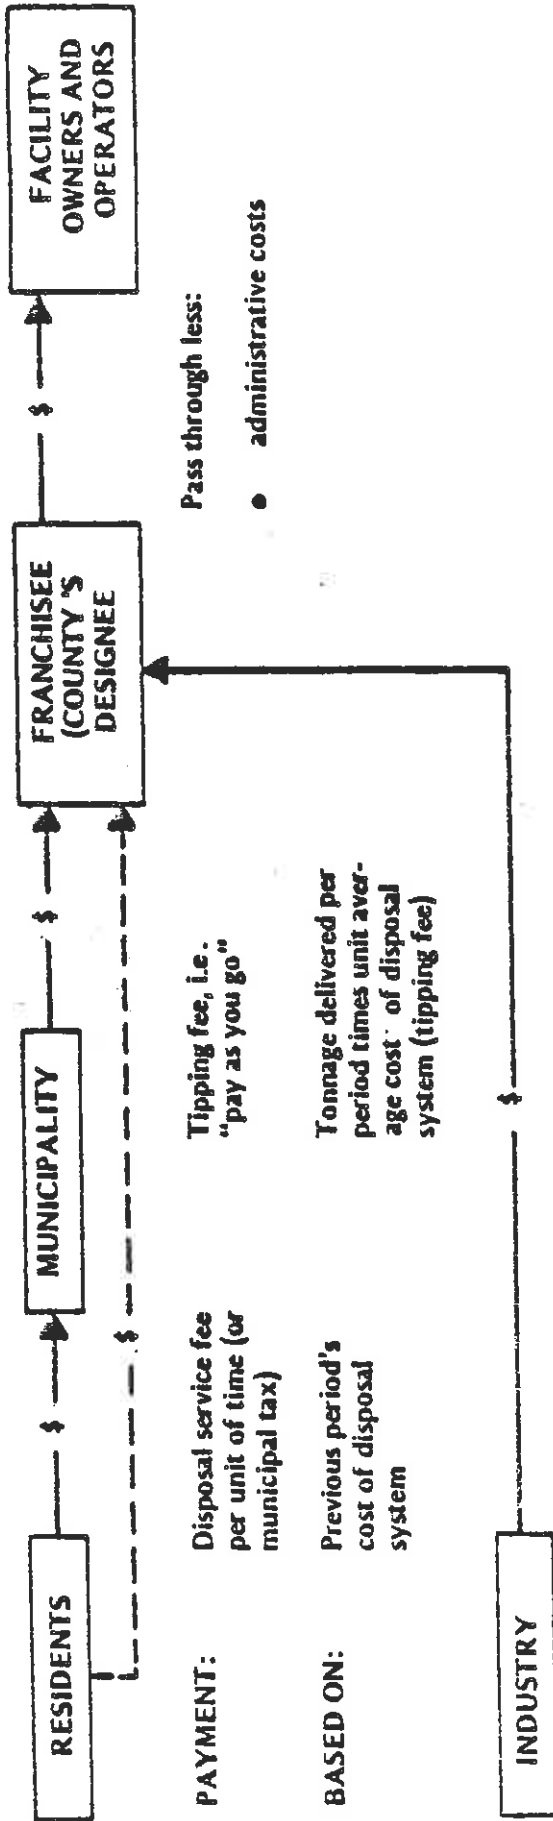 RESIDENTS
$
MUNICIPALITY
$
FRANCHISEE
(COUNTY'S
DESIGNEE
$
FACILITY
OWNERS AND
OPERATORS
$
PAYMENT:
Disposal service fee
per unit of time (or
municipal tax)
Tipping fee, i.e.
"pay as you go"
Pass through less:
• administrative costs
BASED ON:
Previous period's
cost of disposal
system
Tonnage delivered per
period times unit aver-
age cost of disposal
system (tipping fee)
INDUSTRY
$